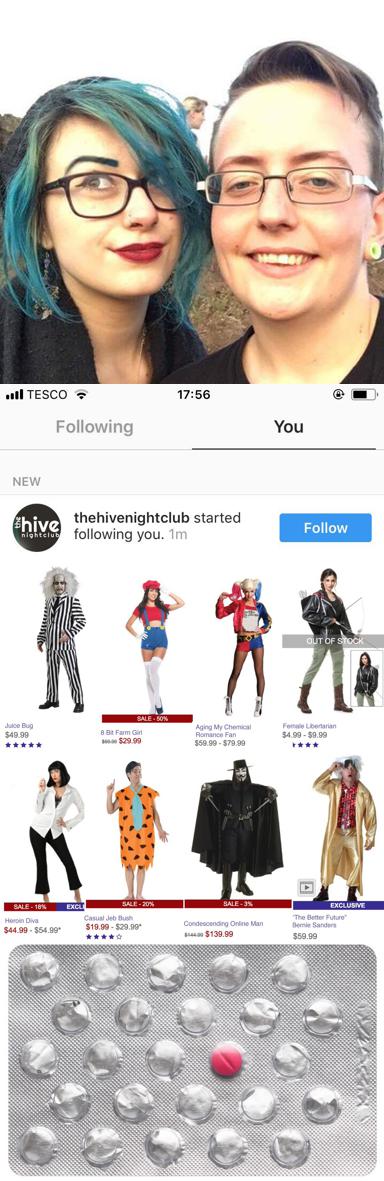 TESCO 17:56
Following You
NEW
the
hive
nightclub
thehivenightclub started
following you. 1m
Follow
OUT OF STOCK
Juice Bug
$49.99
SALE - 50%
8 Bit Farm Girl
$59.99 $29.99
Aging My Chemical
Romance Fan
$59.99 - $79.99
Female Libertarian
$4.99 - $9.99
SALE - 18% EXCLU
Heroin Diva
$44.99 - $54.99*
SALE - 20%
Casual Jeb Bush
$19.99 - $29.99*
SALE - 3%
Condescending Online Man
$144.99 $139.99
EXCLUSIVE
"The Better Future"
Bernie Sanders
$59.99